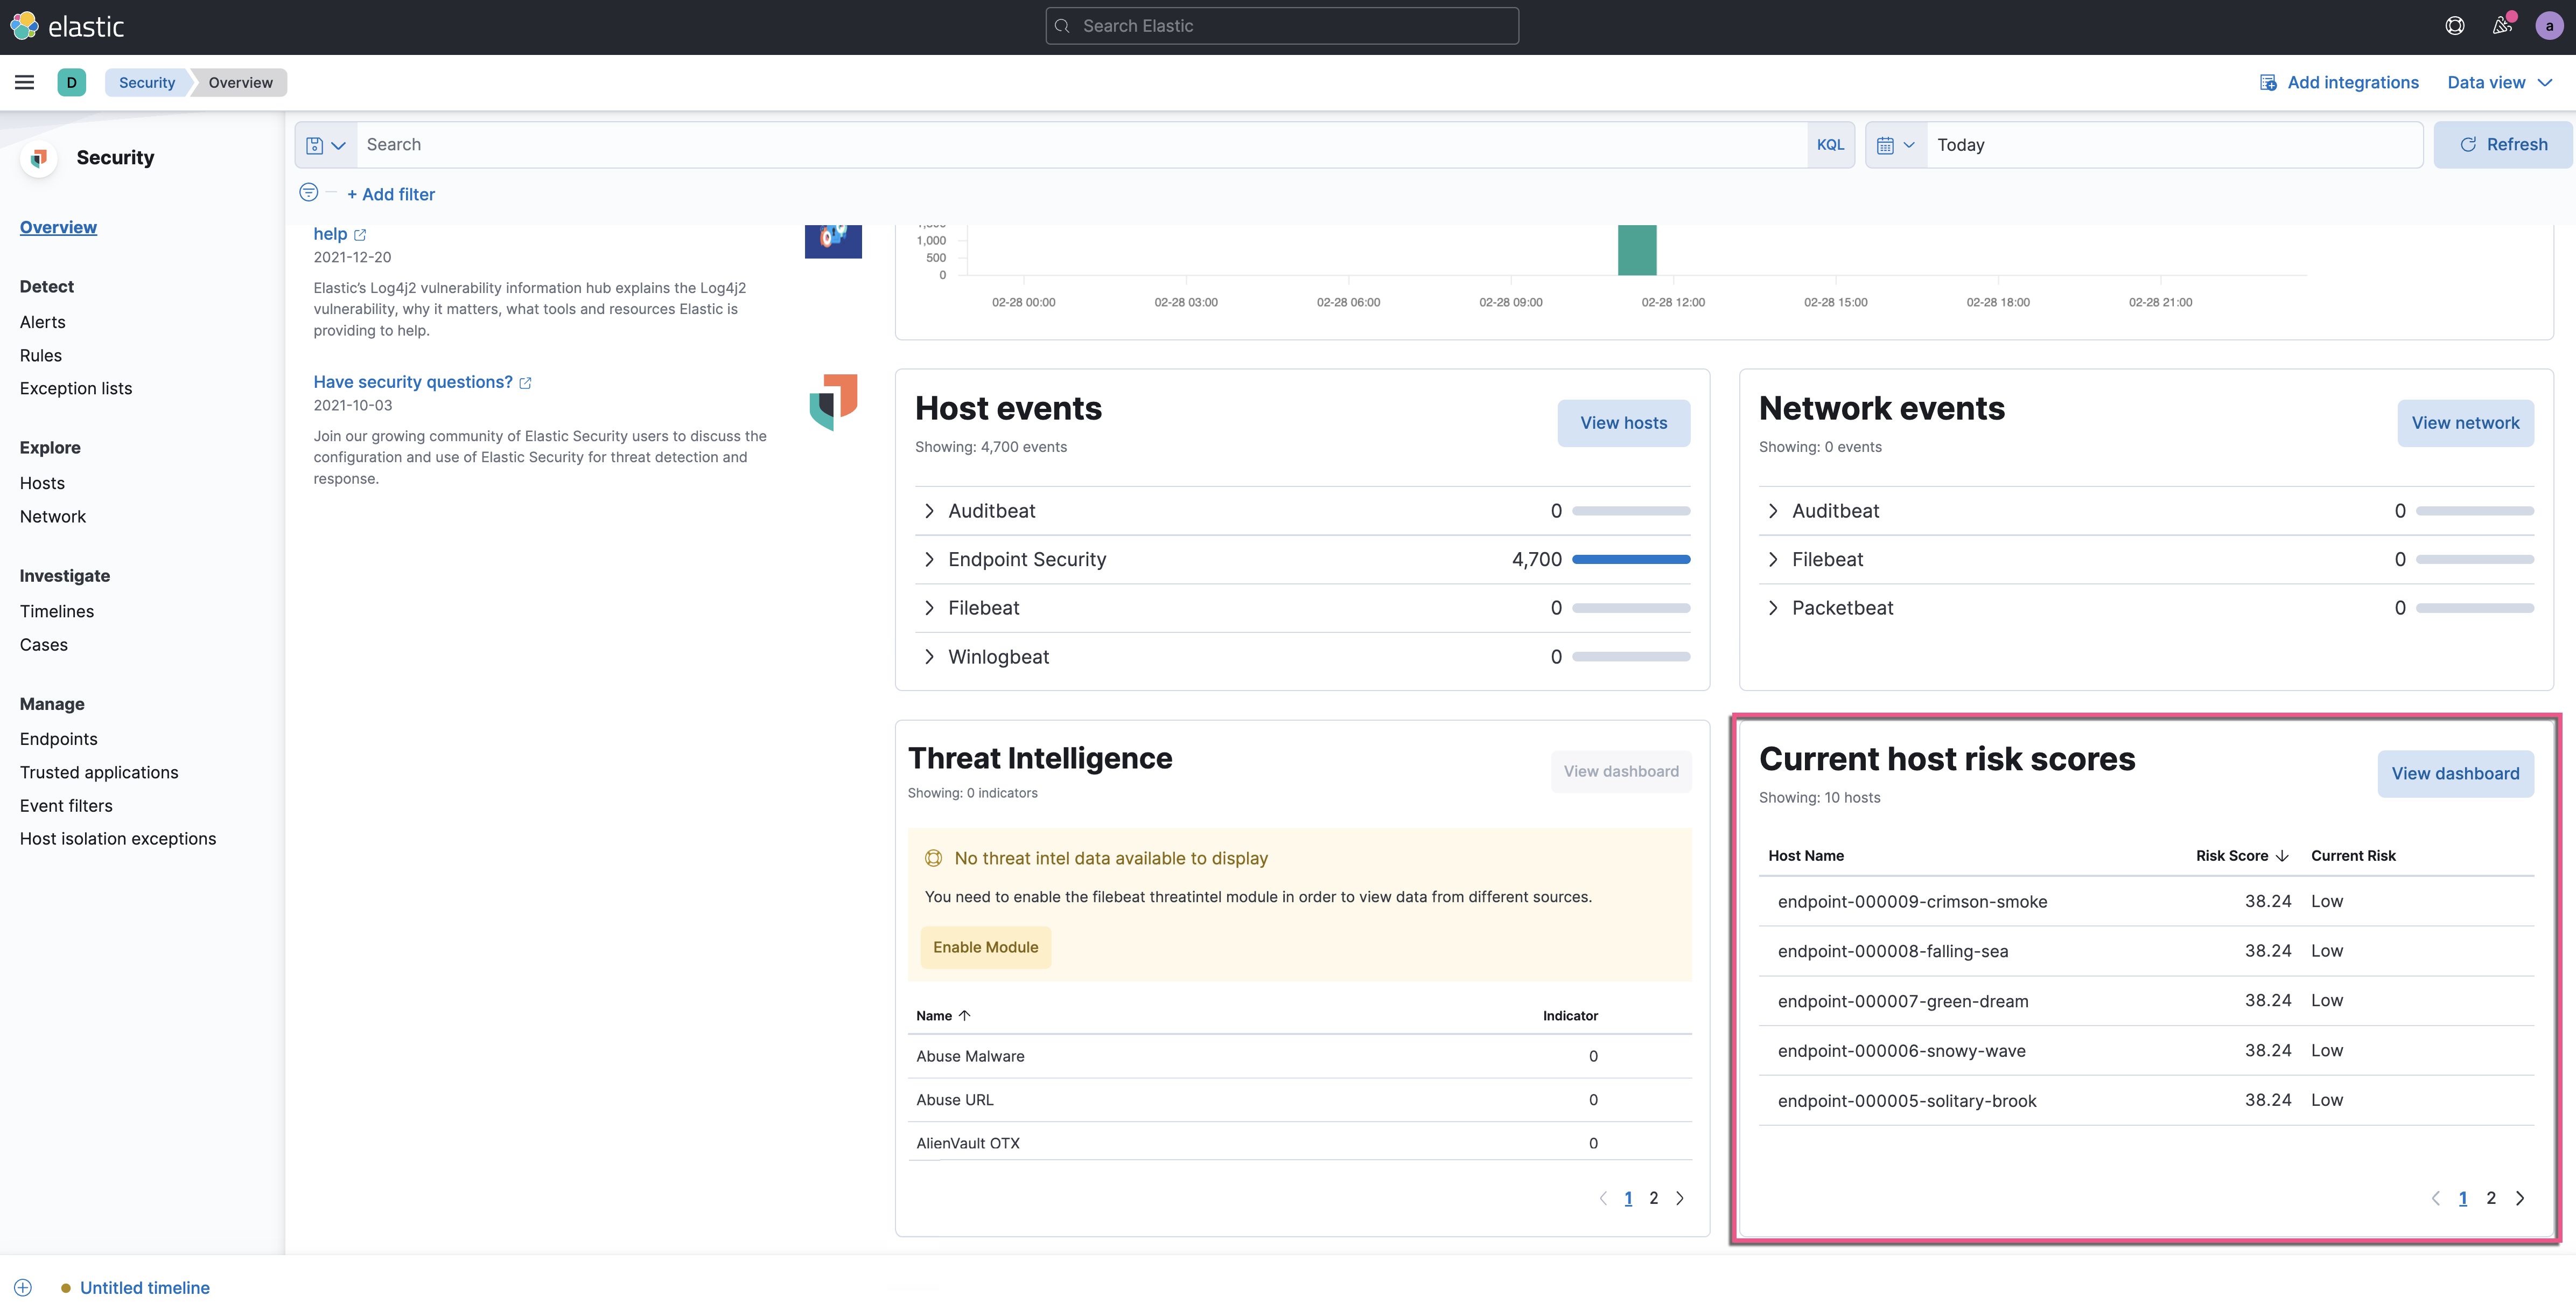 elastic
Search Elastic
a
D
Security
Overview
Add integrations
Data view
Security
Overview
Detect
Alerts
Rules
Exception lists
Explore
Hosts
Network
Investigate
Timelines
Cases
Manage
Endpoints
Trusted applications
Event filters
Host isolation exceptions
Search
KQL
Today
Refresh
+ Add filter
help
2021-12-20
Elastic's Log4j2 vulnerability information hub explains the Log4j2
vulnerability, why it matters, what tools and resources Elastic is
providing to help.
Have security questions?
2021-10-03
Join our growing community of Elastic Security users to discuss the
configuration and use of Elastic Security for threat detection and
response.
1,000
500
0
02-28 00:00 02-28 03:00 02-28 06:00 02-28 09:00 02-28 12:00 02-28 15:00 02-28 18:00 02-28 21:00
Host events
Showing: 4,700 events
View hosts
Auditbeat 0
Endpoint Security 4,700
Filebeat 0
Winlogbeat 0
Network events
Showing: 0 events
View network
Auditbeat 0
Filebeat 0
Packetbeat 0
Threat Intelligence
Showing: 0 indicators
View dashboard
No threat intel data available to display
You need to enable the filebeat threatintel module in order to view data from different sources.
Enable Module
Name Indicator
Abuse Malware 0
Abuse URL 0
AlienVault OTX 0
1 2
Current host risk scores
Showing: 10 hosts
View dashboard
Host Name Risk Score Current Risk
endpoint-000009-crimson-smoke 38.24 Low
endpoint-000008-falling-sea 38.24 Low
endpoint-000007-green-dream 38.24 Low
endpoint-000006-snowy-wave 38.24 Low
endpoint-000005-solitary-brook 38.24 Low
1 2
Untitled timeline